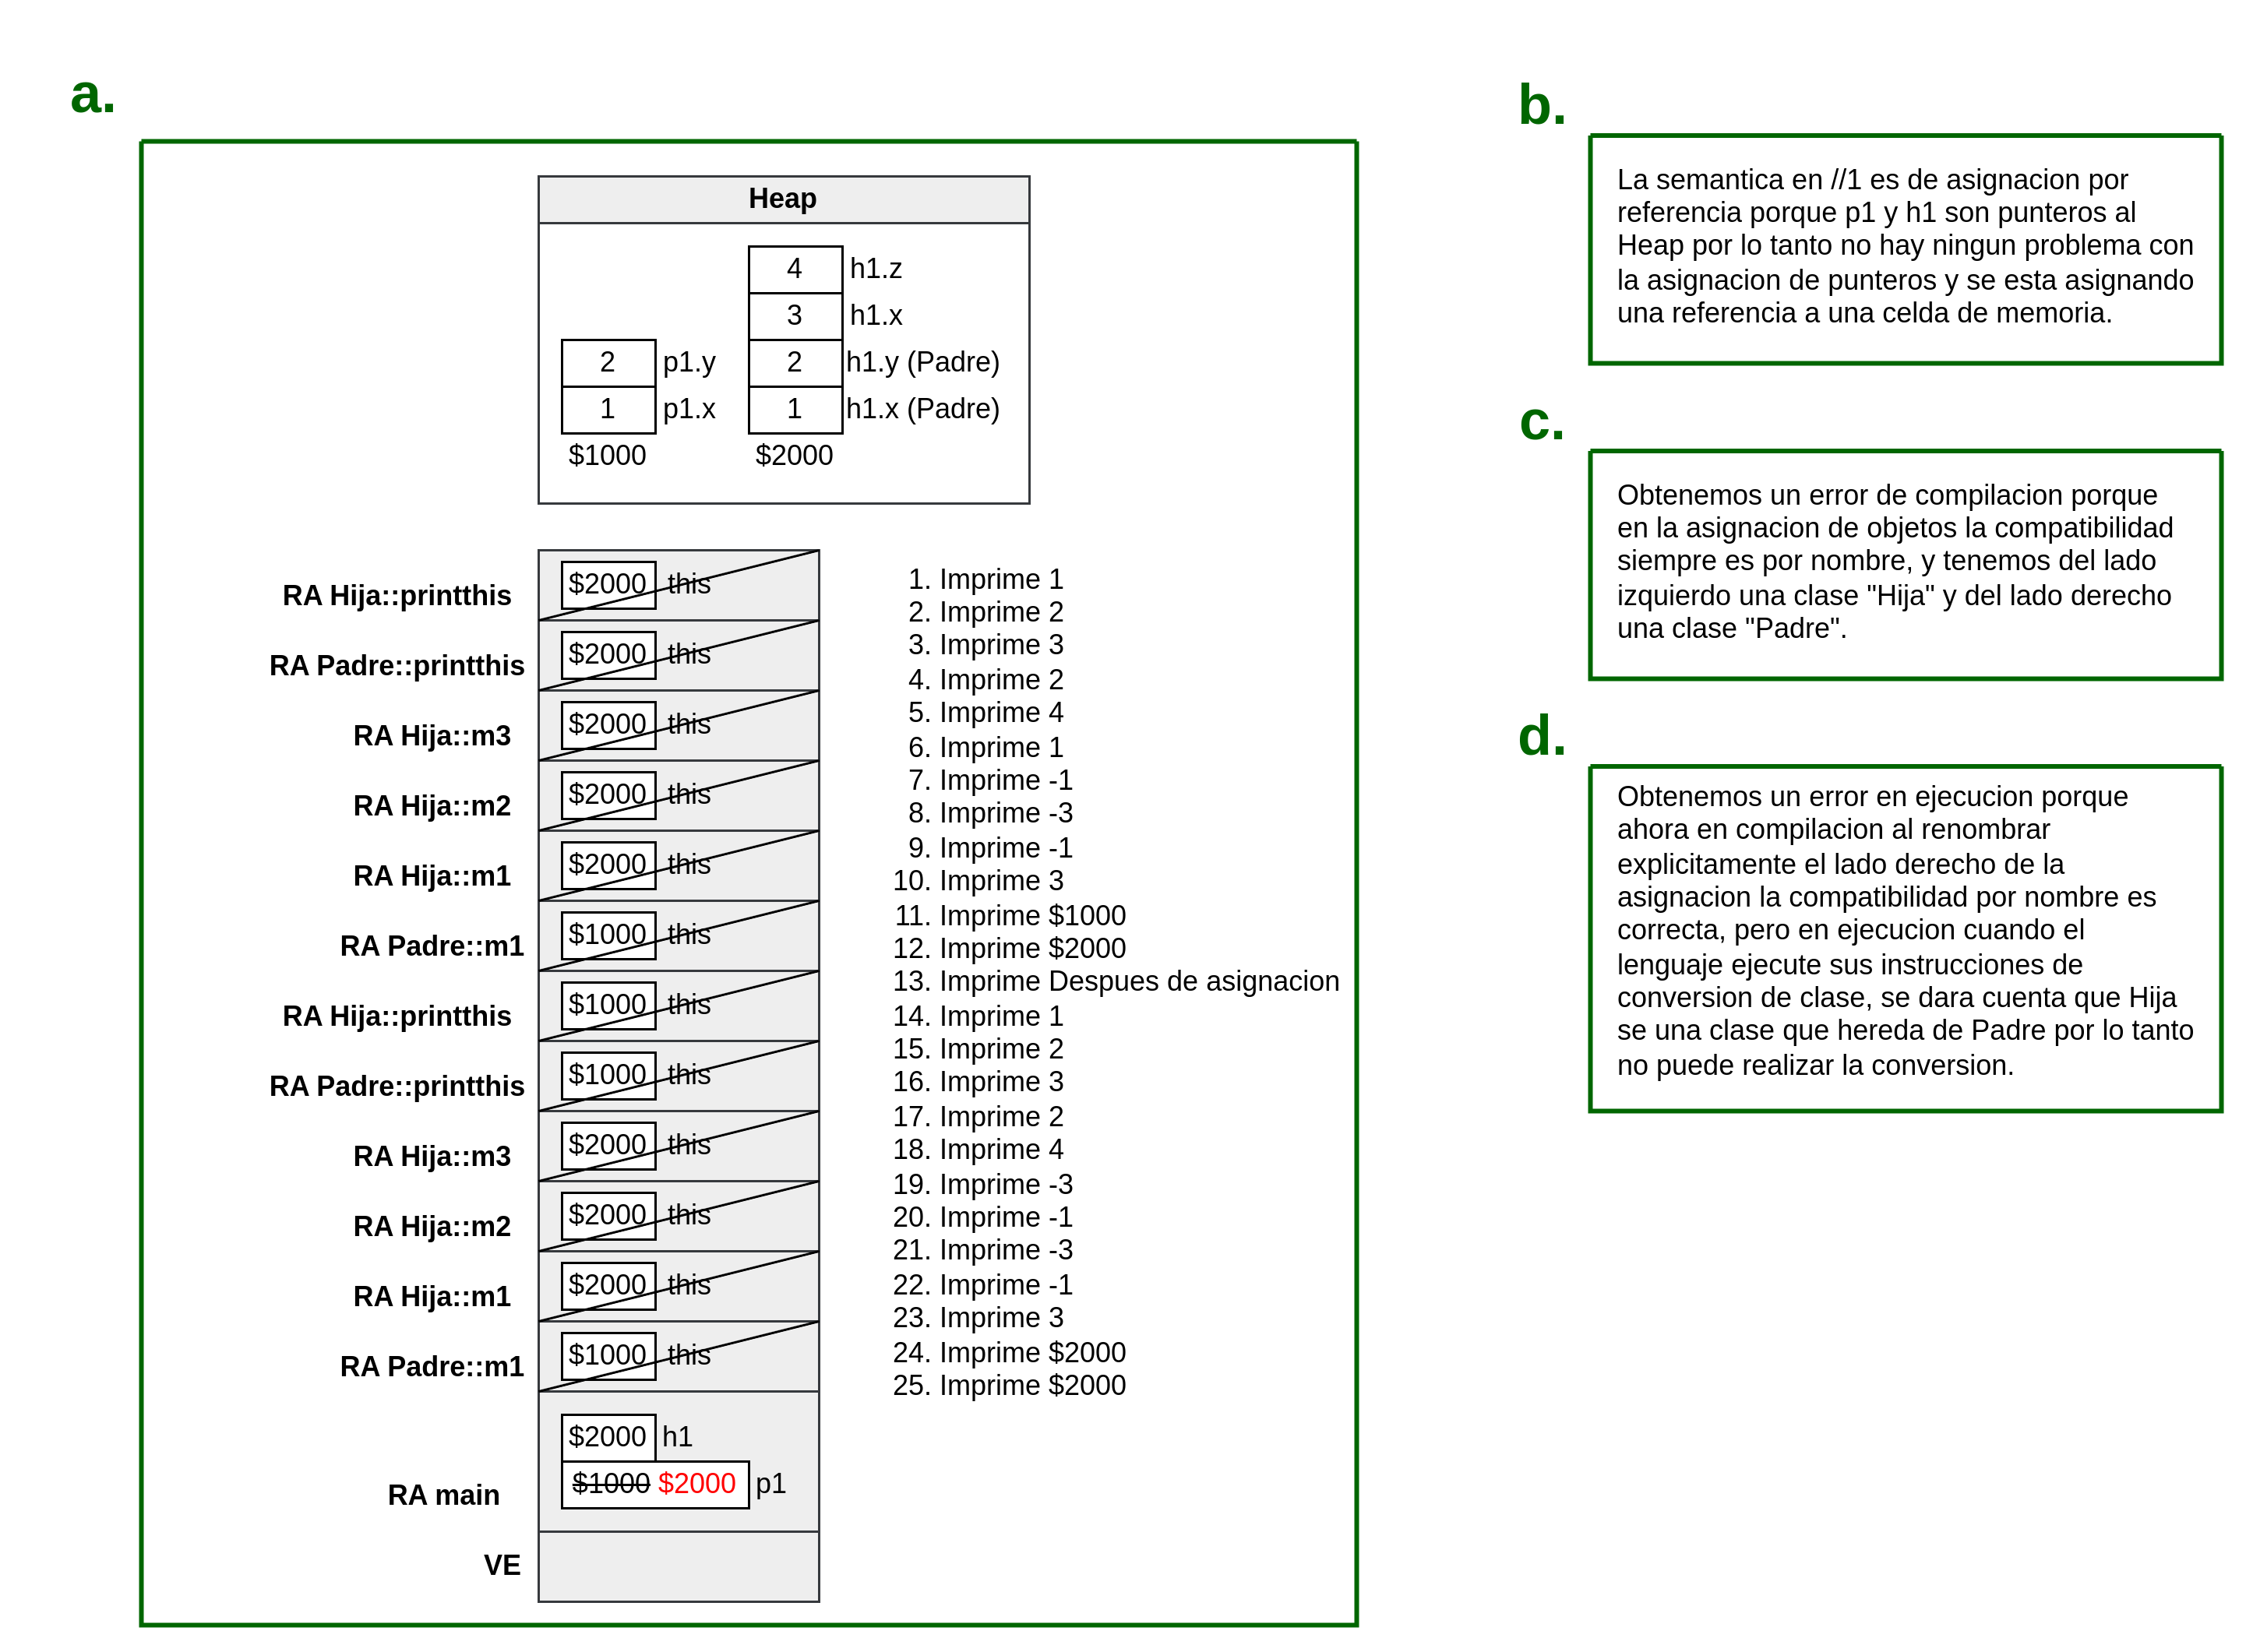 a.
Heap
4 h1.z
3 h1.x
2 p1.y 2 h1.y (Padre)
1 p1.x 1 h1.x (Padre)
$1000 $2000
RA Hija::printthis $2000 this
RA Padre::printthis $2000 this
RA Hija::m3 $2000 this
RA Hija::m2 $2000 this
RA Hija::m1 $2000 this
RA Padre::m1 $1000 this
RA Hija::printthis $1000 this
RA Padre::printthis $1000 this
RA Hija::m3 $2000 this
RA Hija::m2 $2000 this
RA Hija::m1 $2000 this
RA Padre::m1 $1000 this
$2000 h1
RA main $1000 $2000 p1
VE
1. Imprime 1
2. Imprime 2
3. Imprime 3
4. Imprime 2
5. Imprime 4
6. Imprime 1
7. Imprime -1
8. Imprime -3
9. Imprime -1
10. Imprime 3
11. Imprime $1000
12. Imprime $2000
13. Imprime Despues de asignacion
14. Imprime 1
15. Imprime 2
16. Imprime 3
17. Imprime 2
18. Imprime 4
19. Imprime -3
20. Imprime -1
21. Imprime -3
22. Imprime -1
23. Imprime 3
24. Imprime $2000
25. Imprime $2000
b.
La semantica en //1 es de asignacion por
referencia porque p1 y h1 son punteros al
Heap por lo tanto no hay ningun problema con
la asignacion de punteros y se esta asignando
una referencia a una celda de memoria.
c.
Obtenemos un error de compilacion porque
en la asignacion de objetos la compatibilidad
siempre es por nombre, y tenemos del lado
izquierdo una clase "Hija" y del lado derecho
una clase "Padre".
d.
Obtenemos un error en ejecucion porque
ahora en compilacion al renombrar
explicitamente el lado derecho de la
asignacion la compatibilidad por nombre es
correcta, pero en ejecucion cuando el
lenguaje ejecute sus instrucciones de
conversion de clase, se dara cuenta que Hija
se una clase que hereda de Padre por lo tanto
no puede realizar la conversion.